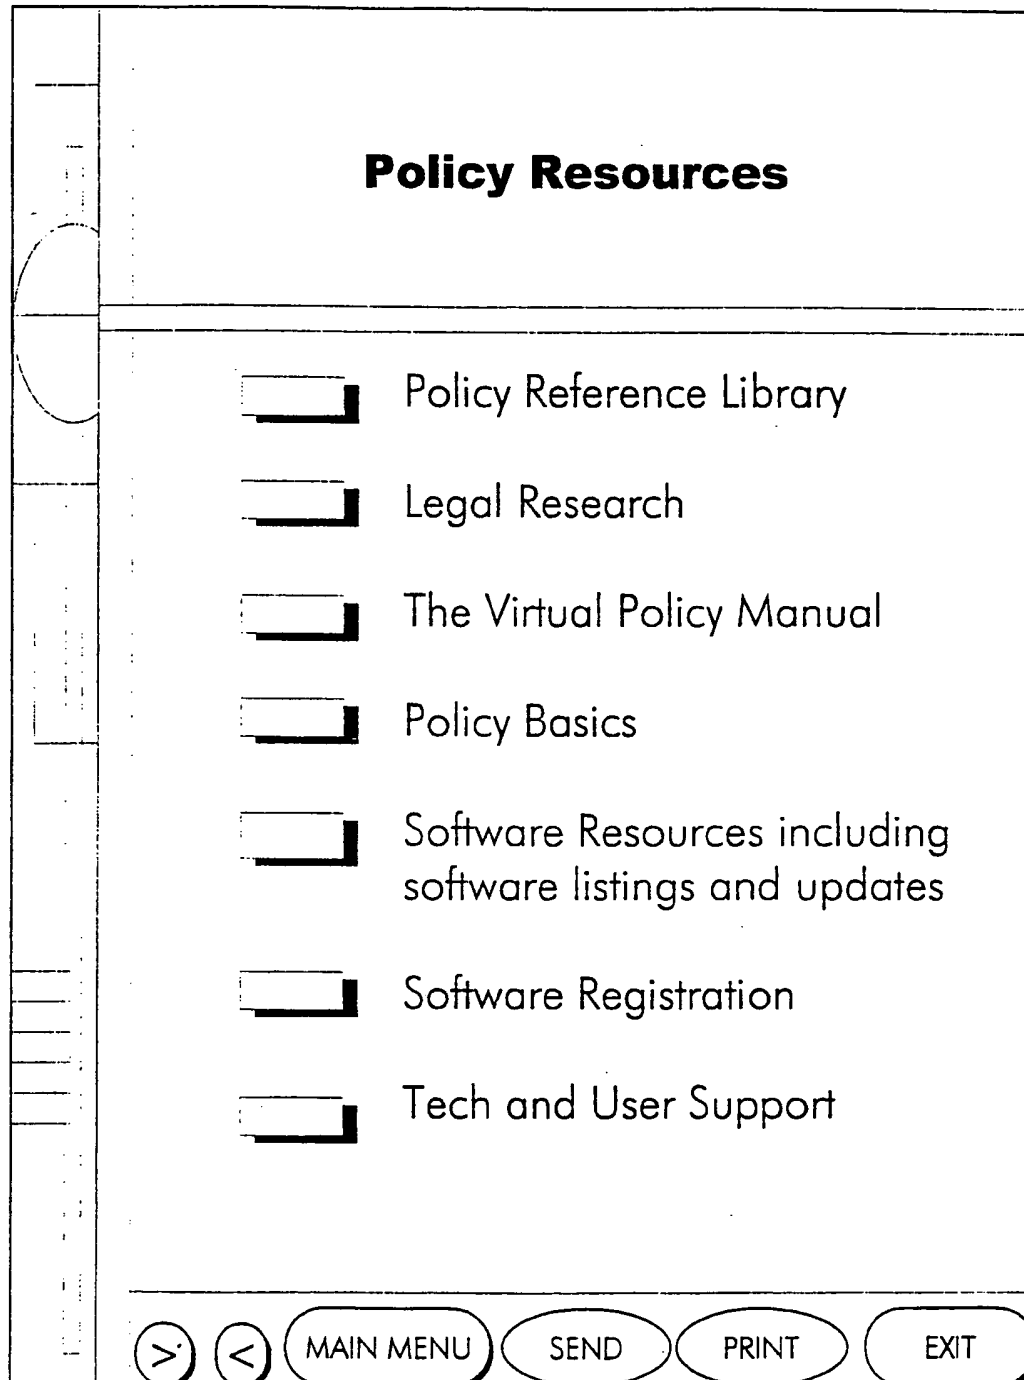 Policy Resources
Policy Reference Library
Legal Research
The Virtual Policy Manual
Policy Basics
Software Resources including
software listings and updates
Software Registration
Tech and User Support
> < MAIN MENU SEND PRINT EXIT